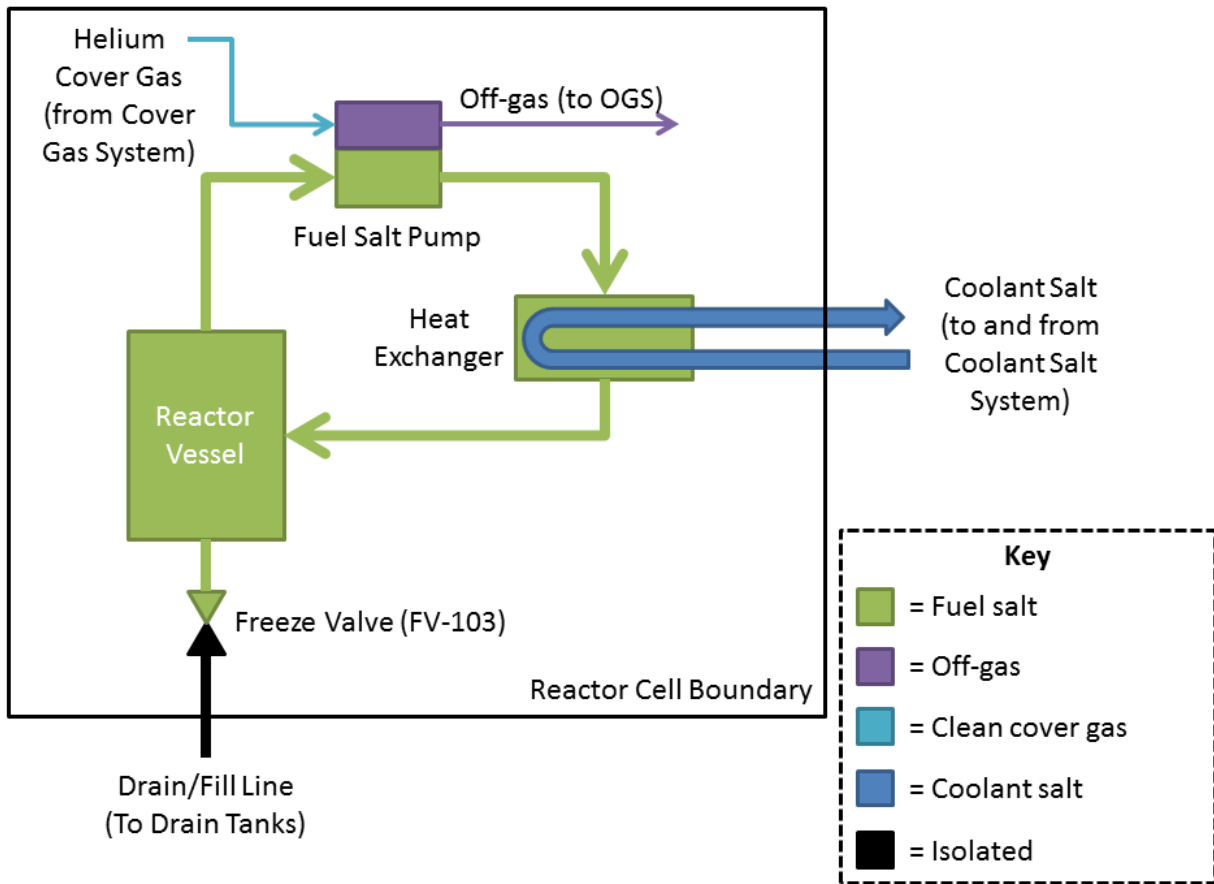 Helium
Cover Gas
(from Cover
Gas System)
Off-gas (to OGS)
Fuel Salt Pump
Heat
Exchanger
Coolant Salt
(to and from
Coolant Salt
System)
Reactor
Vessel
Freeze Valve (FV-103)
Reactor Cell Boundary
Drain/Fill Line
(To Drain Tanks)
Key
= Fuel salt
= Off-gas
= Clean cover gas
= Coolant salt
= Isolated